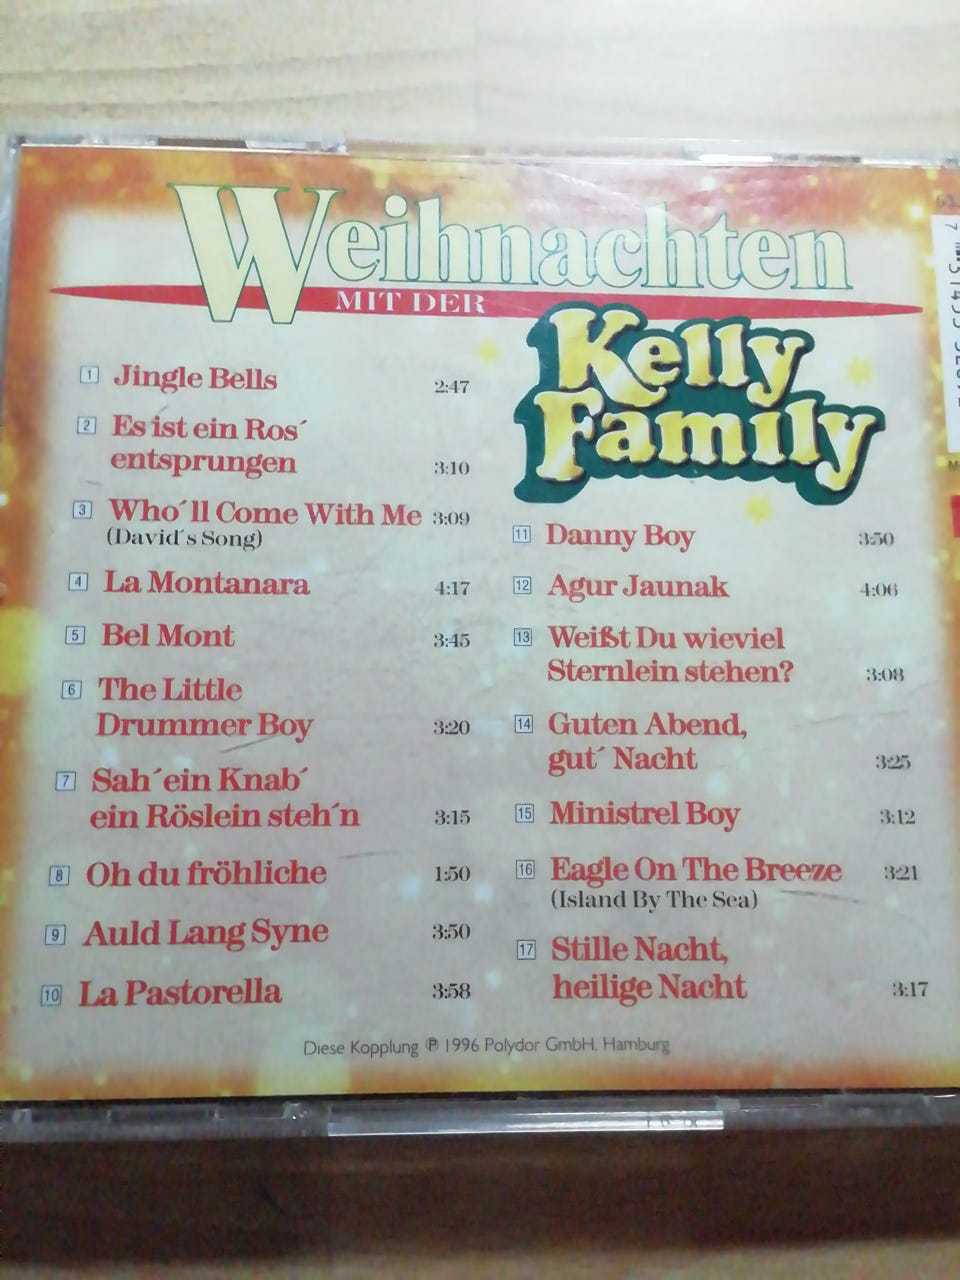 Weihnachten
MIT DER
Kelly
Family
1 Jingle Bells 2:47
2 Es ist ein Ros´
entsprungen 3:10
3 Who´ll Come With Me 3:09
(David´s Song)
4 La Montanara 4:17
5 Bel Mont 3:45
6 The Little
Drummer Boy 3:20
7 Sah´ein Knab´
ein Röslein steh´n 3:15
8 Oh du fröhliche 1:50
9 Auld Lang Syne 3:50
10 La Pastorella 3:58
11 Danny Boy 3:50
12 Agur Jaunak 4:06
13 Weißt Du wieviel
Sternlein stehen? 3:08
14 Guten Abend,
gut´ Nacht 3:25
15 Ministrel Boy 3:12
16 Eagle On The Breeze 3:21
(Island By The Sea)
17 Stille Nacht,
heilige Nacht 3:17
Diese Kopplung ℗ 1996 Polydor GmbH, Hamburg